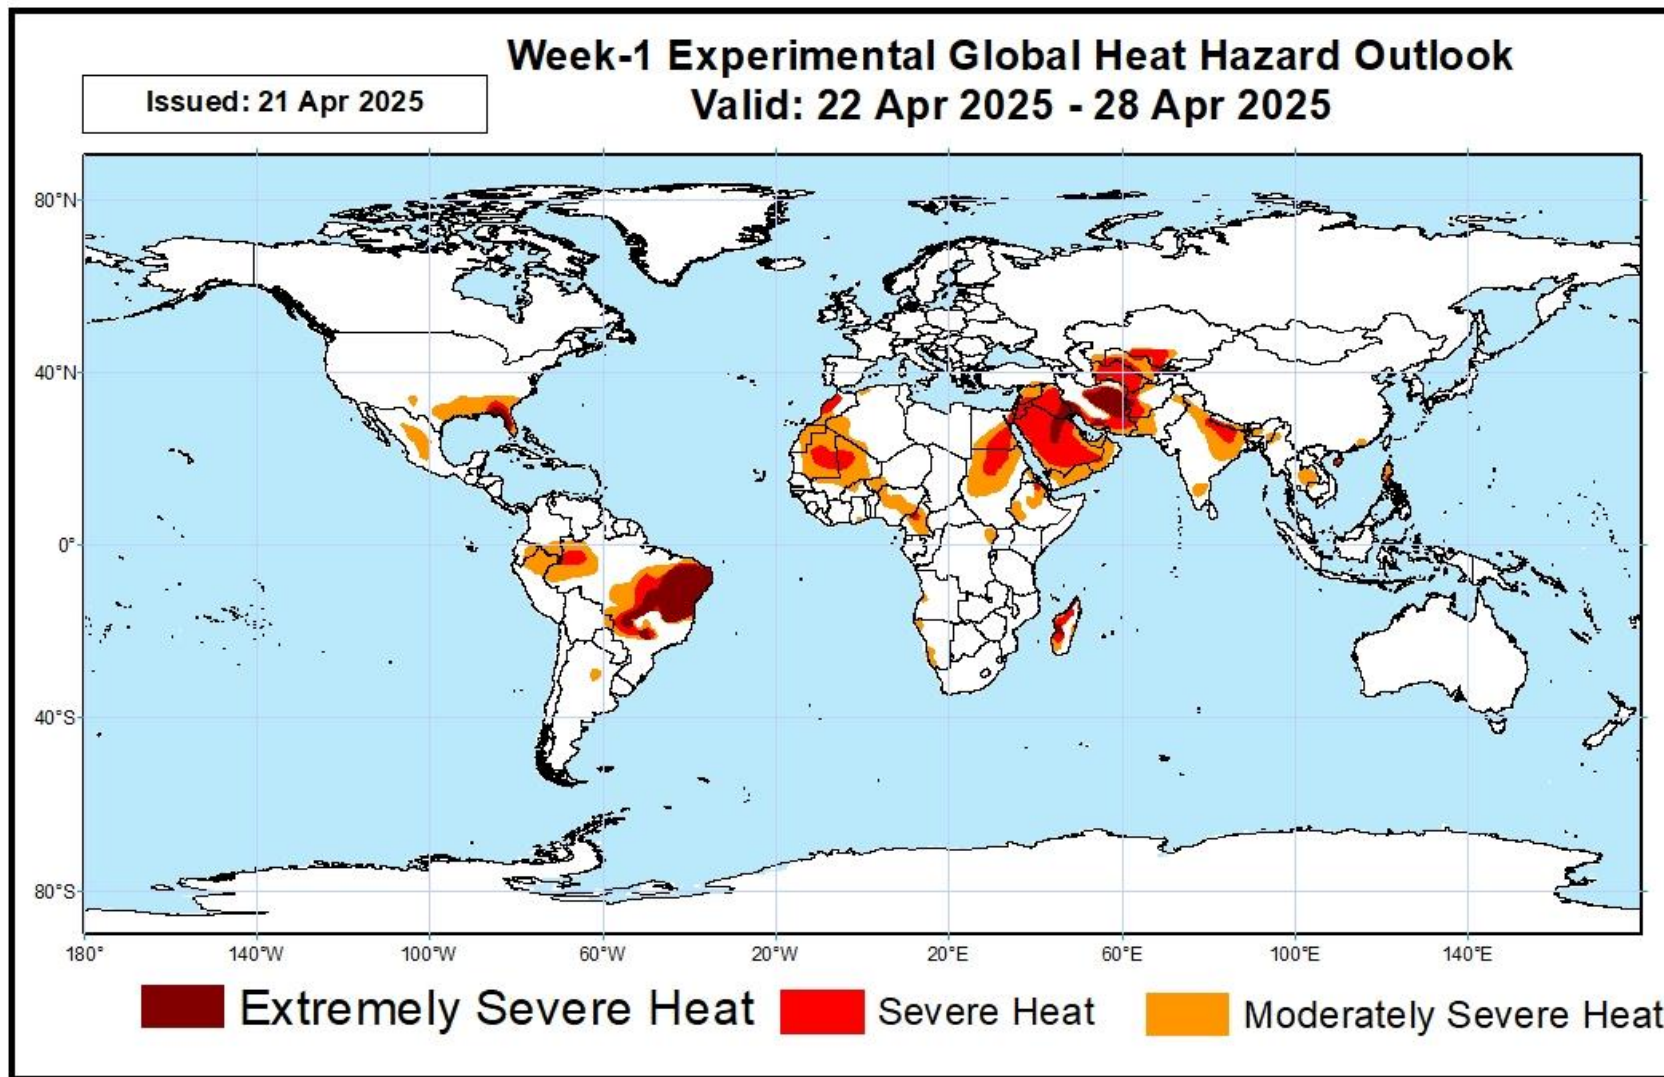 Week-1 Experimental Global Heat Hazard Outlook
Issued: 21 Apr 2025
Valid: 22 Apr 2025 - 28 Apr 2025
80°N
40°N
0°
40°S
80°S
180°
140°W
100°W
60°W
20°W
20°E
60°E
100°E
140°E
Extremely Severe Heat
Severe Heat
Moderately Severe Heat